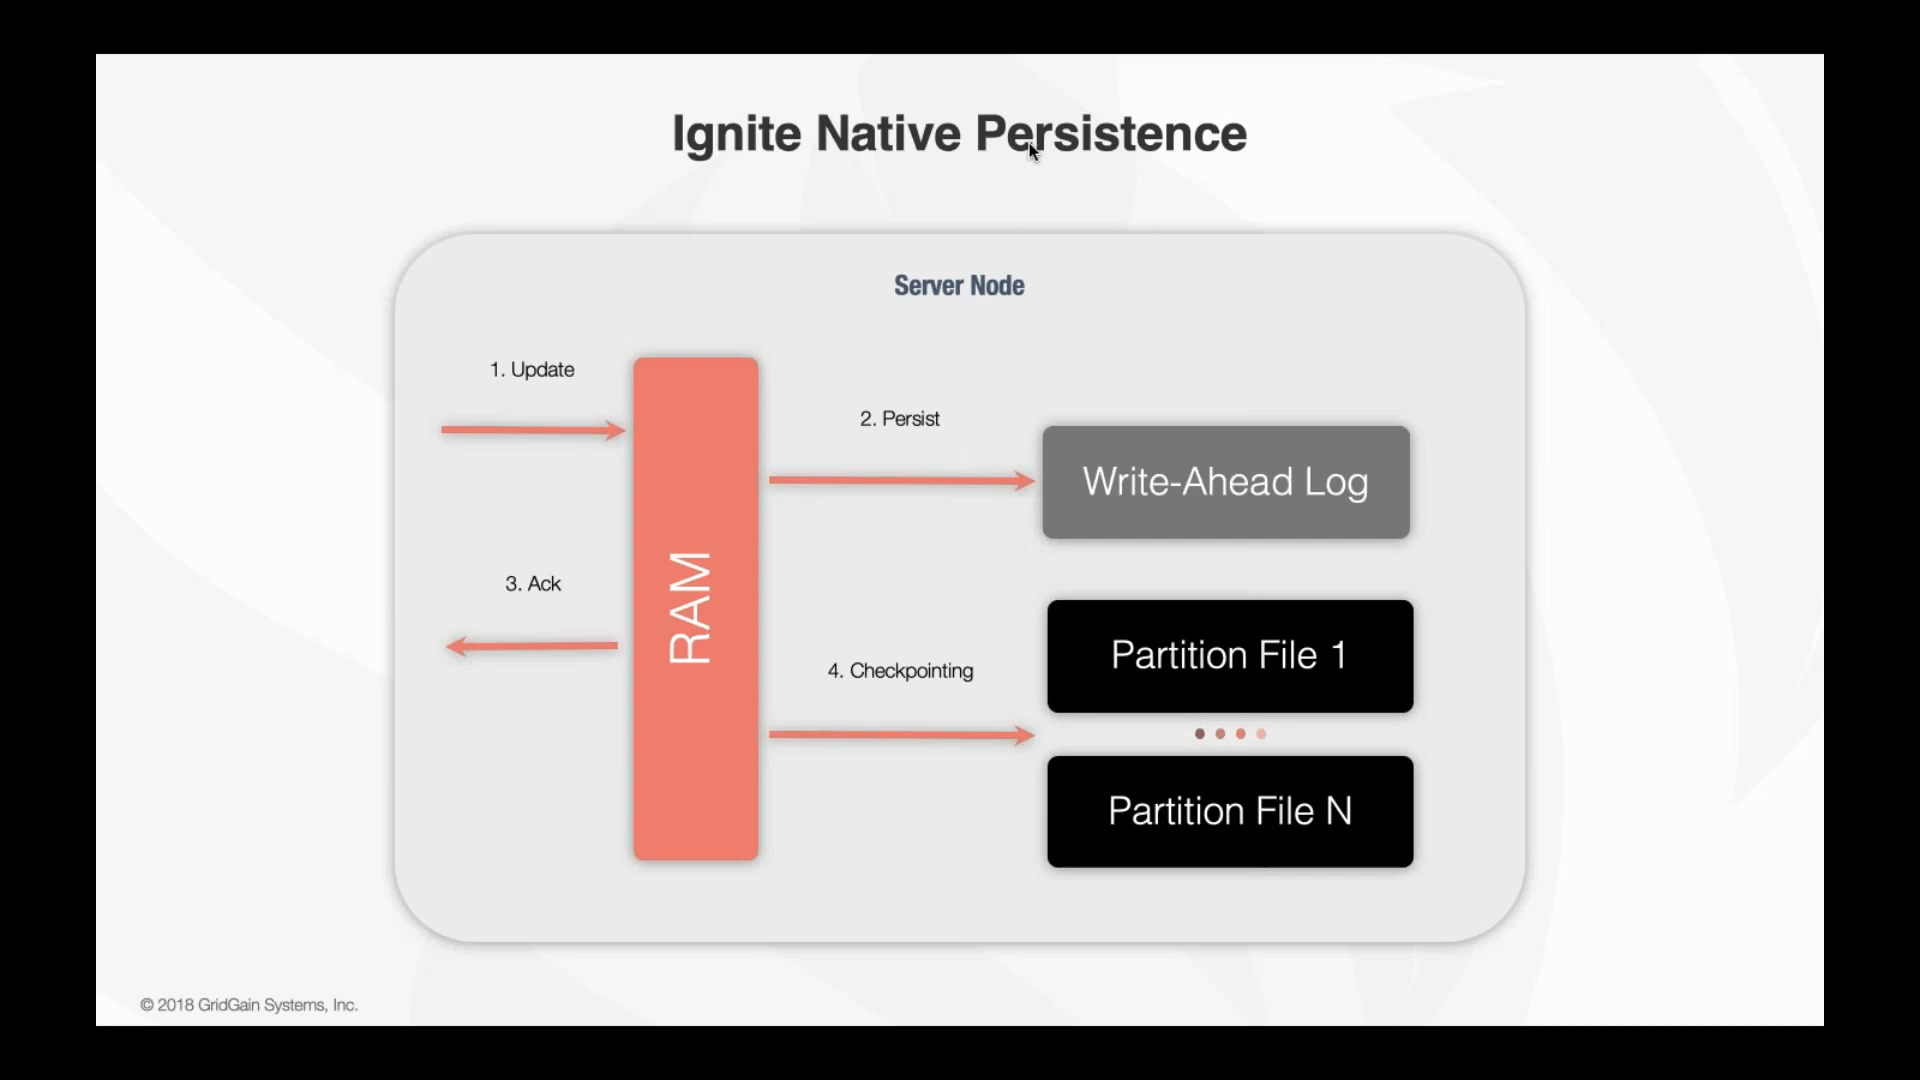 Ignite Native Persistence
Server Node
1. Update
2. Persist
Write-Ahead Log
3. Ack
RAM
4. Checkpointing
Partition File 1
Partition File N
© 2018 GridGain Systems, Inc.